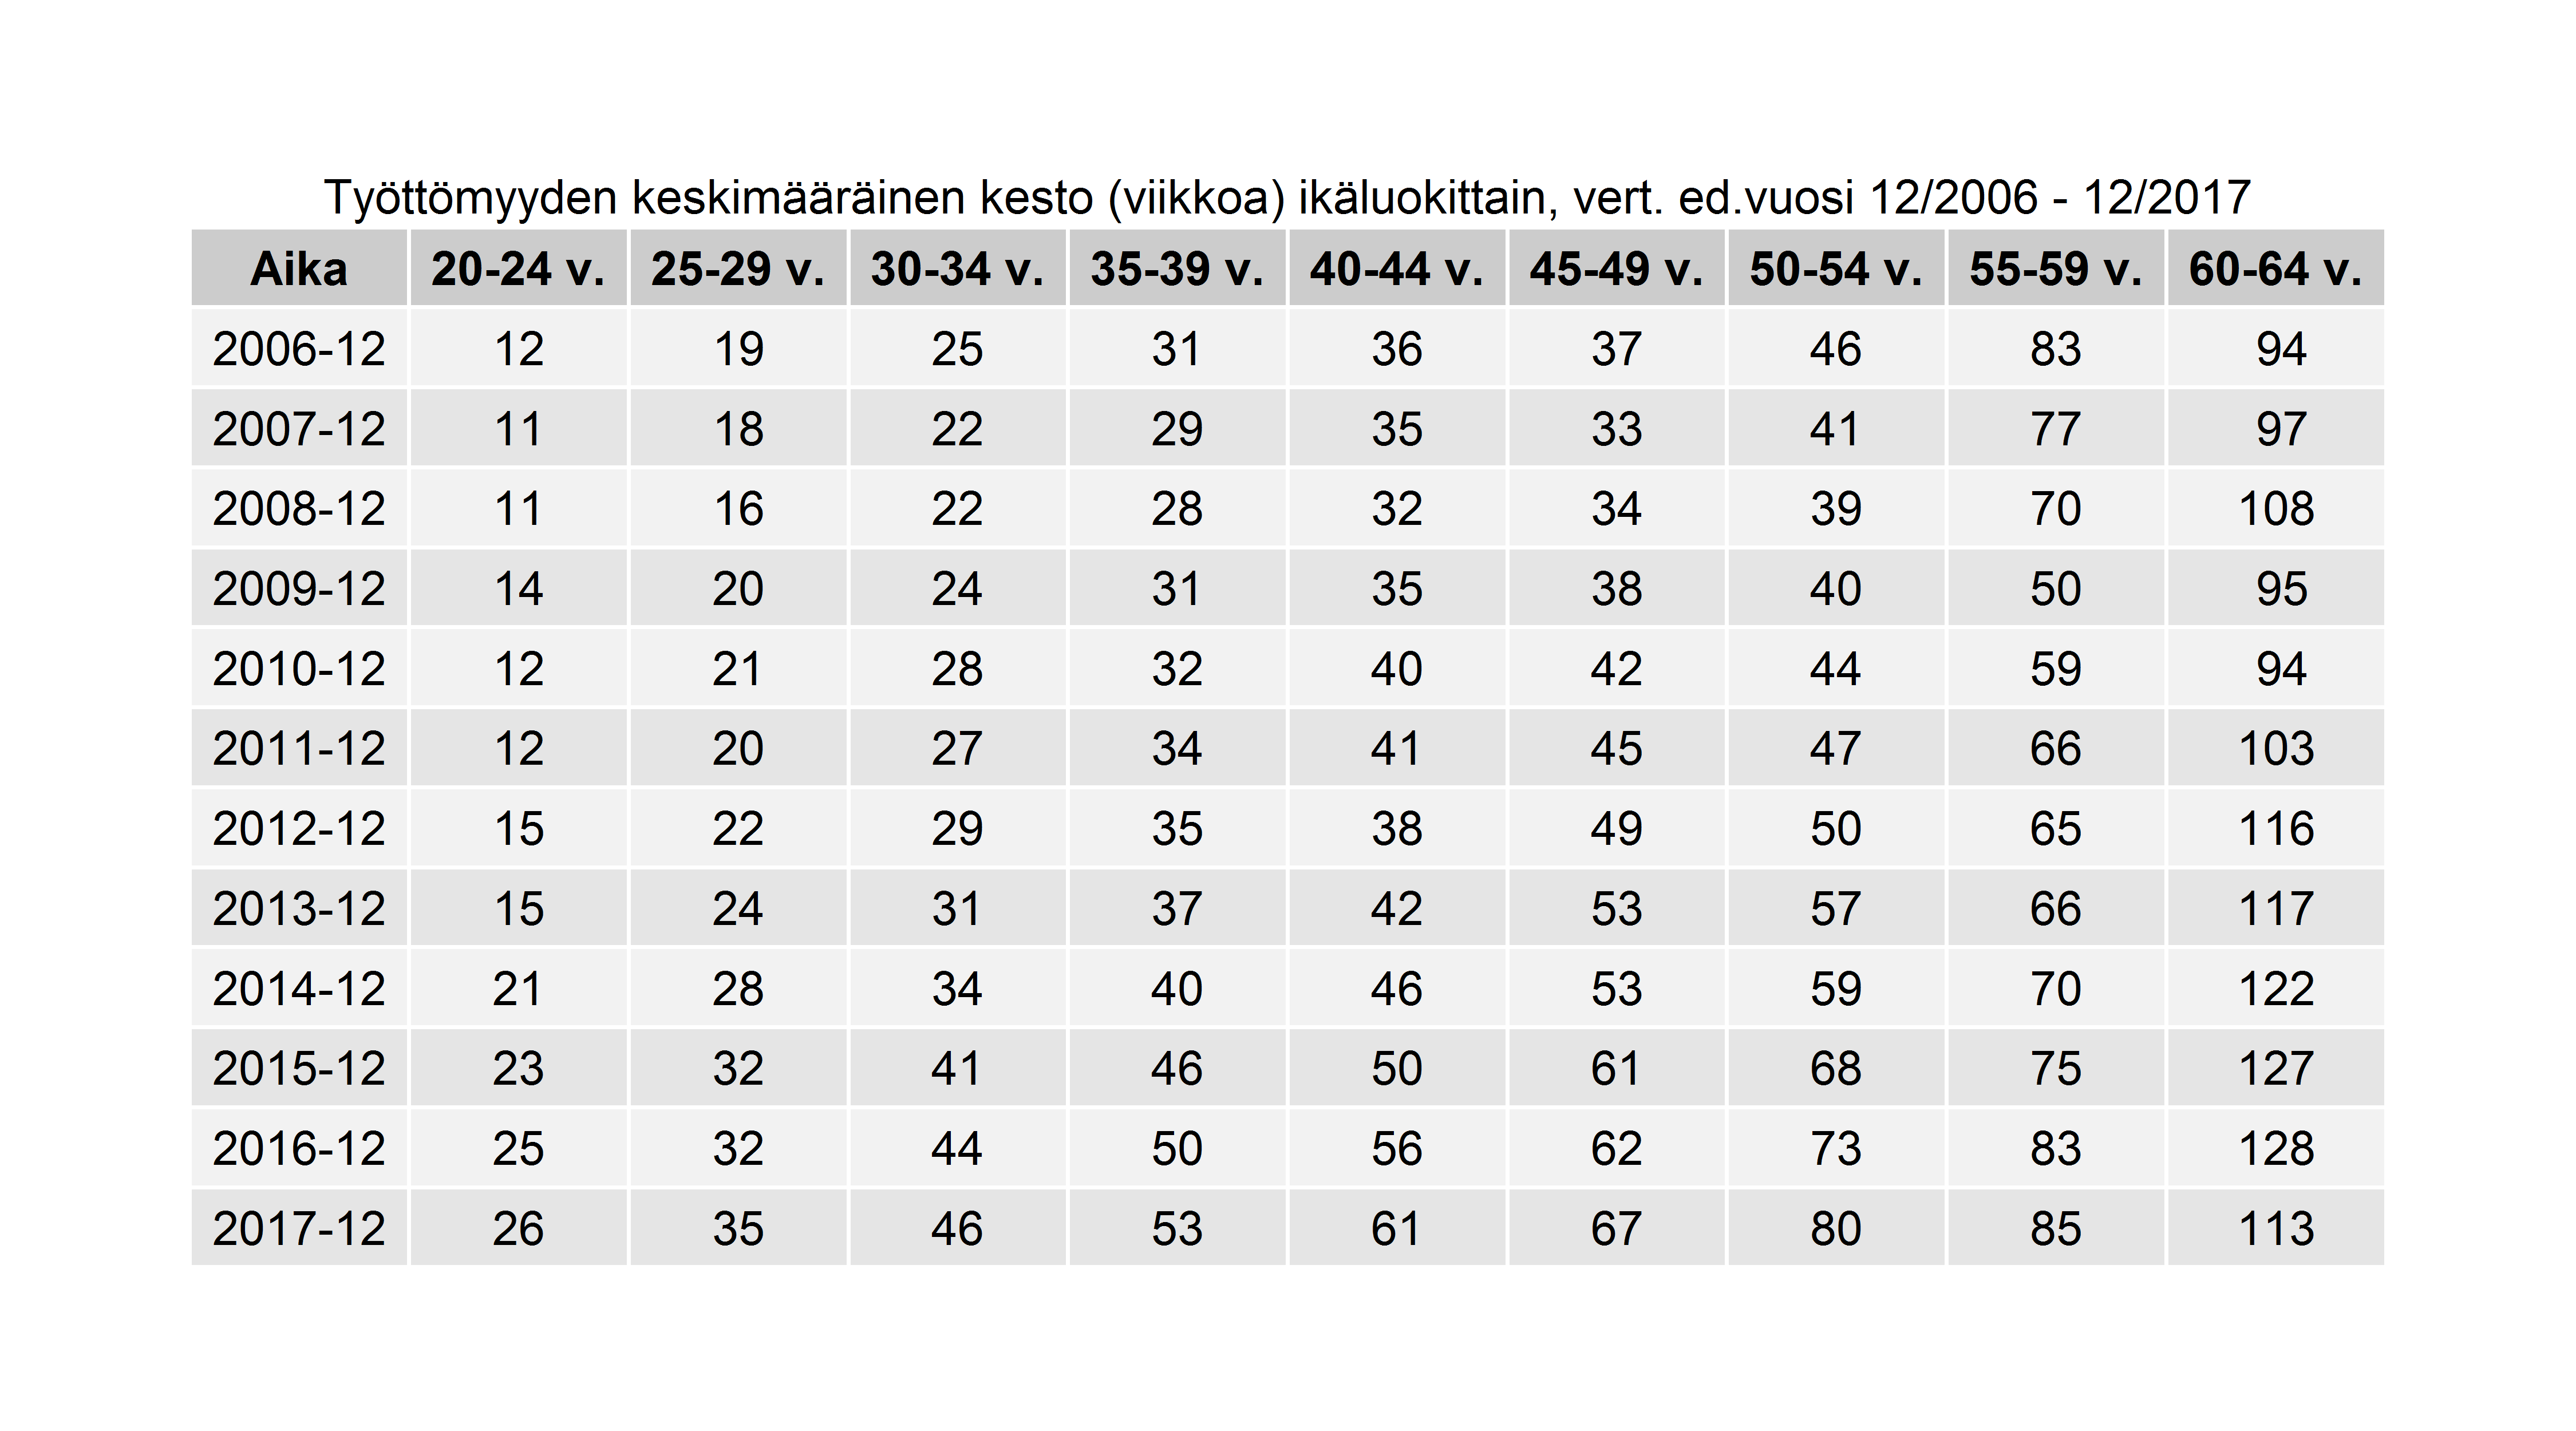 Työttömyyden keskimääräinen kesto (viikkoa) ikäluokittain, vert. ed.vuosi 12/2006 - 12/2017
Aika 20-24 v. 25-29 v. 30-34 v. 35-39 v. 40-44 v. 45-49 v. 50-54 v. 55-59 v. 60-64 v.
2006-12 12 19 25 31 36 37 46 83 94
2007-12 11 18 22 29 35 33 41 77 97
2008-12 11 16 22 28 32 34 39 70 108
2009-12 14 20 24 31 35 38 40 50 95
2010-12 12 21 28 32 40 42 44 59 94
2011-12 12 20 27 34 41 45 47 66 103
2012-12 15 22 29 35 38 49 50 65 116
2013-12 15 24 31 37 42 53 57 66 117
2014-12 21 28 34 40 46 53 59 70 122
2015-12 23 32 41 46 50 61 68 75 127
2016-12 25 32 44 50 56 62 73 83 128
2017-12 26 35 46 53 61 67 80 85 113